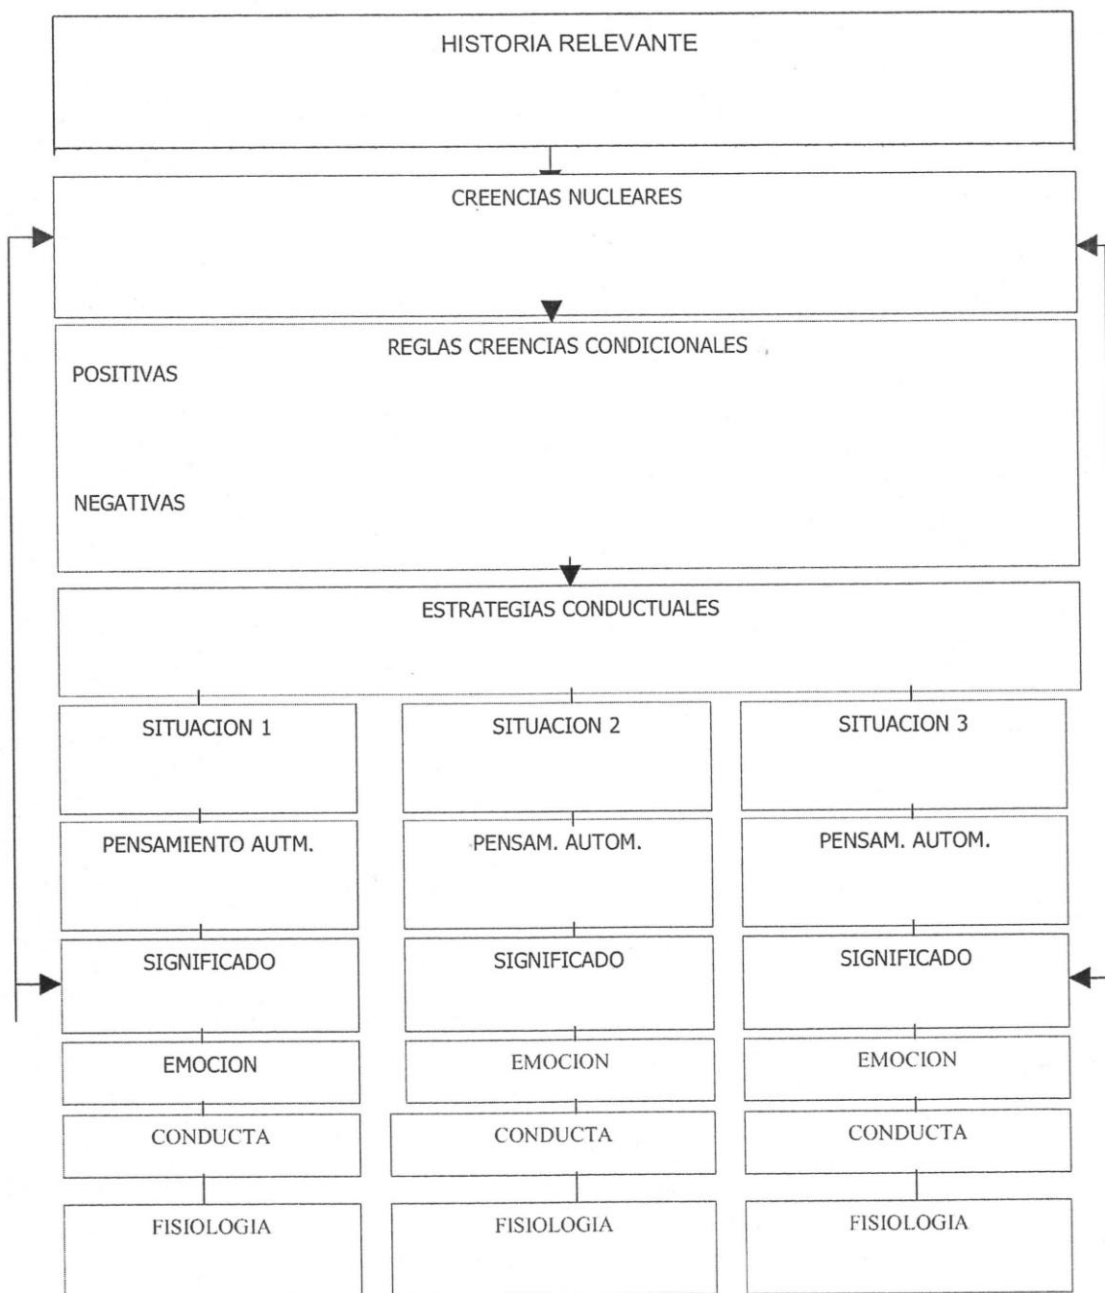 HISTORIA RELEVANTE
CREENCIAS NUCLEARES
REGLAS CREENCIAS CONDICIONALES
POSITIVAS
NEGATIVAS
ESTRATEGIAS CONDUCTUALES
SITUACION 1
SITUACION 2
SITUACION 3
PENSAMIENTO AUTM.
PENSAM. AUTOM.
PENSAM. AUTOM.
SIGNIFICADO
SIGNIFICADO
SIGNIFICADO
EMOCION
EMOCION
EMOCION
CONDUCTA
CONDUCTA
CONDUCTA
FISIOLOGIA
FISIOLOGIA
FISIOLOGIA